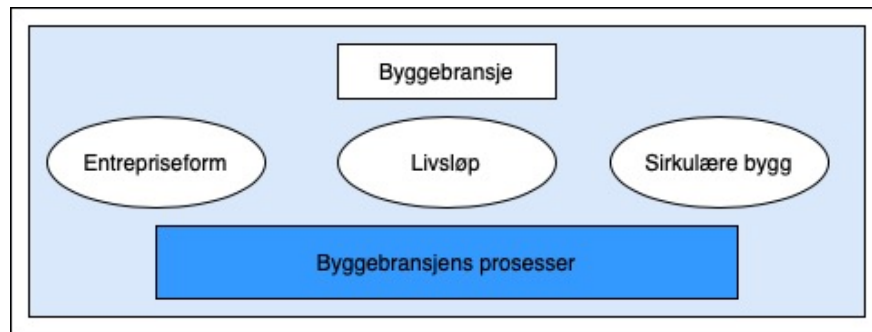 Byggebransje
Entrepriseform
Livsløp
Sirkulære bygg
Byggebransjens prosesser